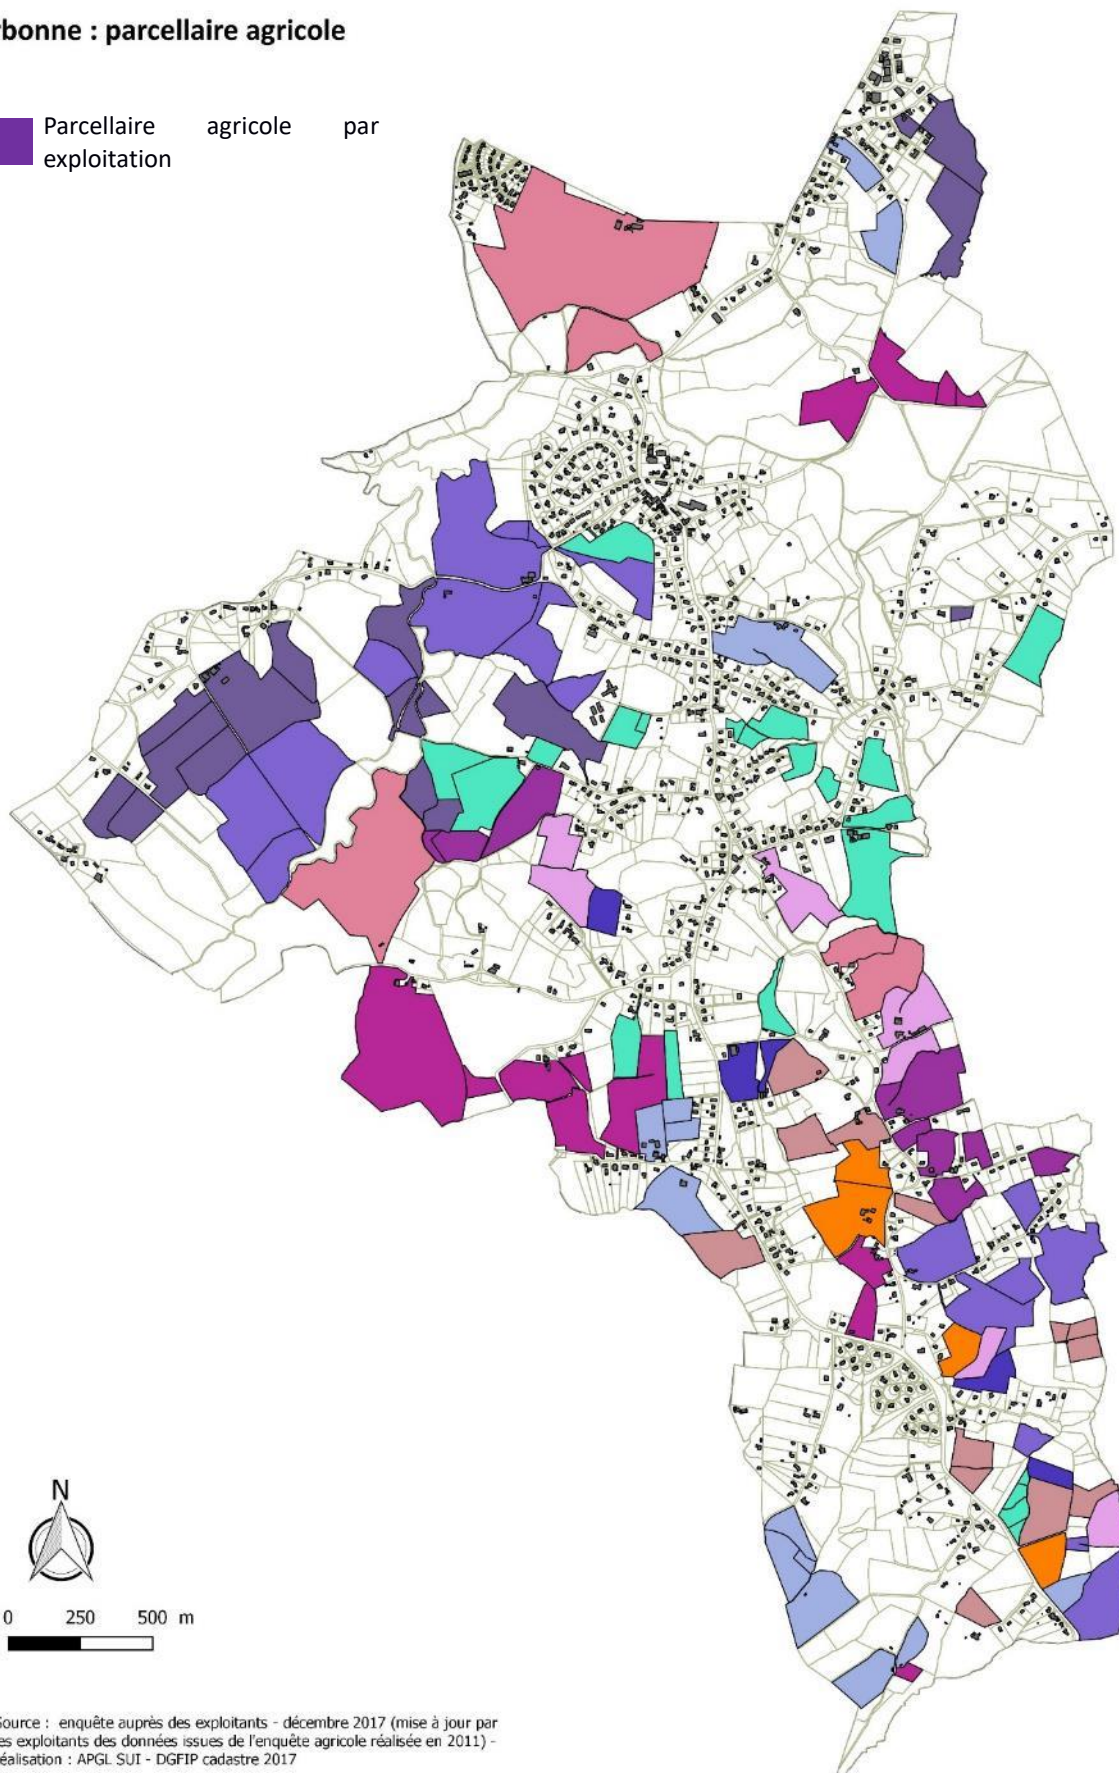 rbonne : parcellaire agricole
Parcellaire agricole par
exploitation
N
0 250 500 m
Source : enquête auprès des exploitants - décembre 2017 (mise à jour par
es exploitants des données issues de l'enquête agricole réalisée en 2011) -
éalisation : APGL SUI - DGFIP cadastre 2017